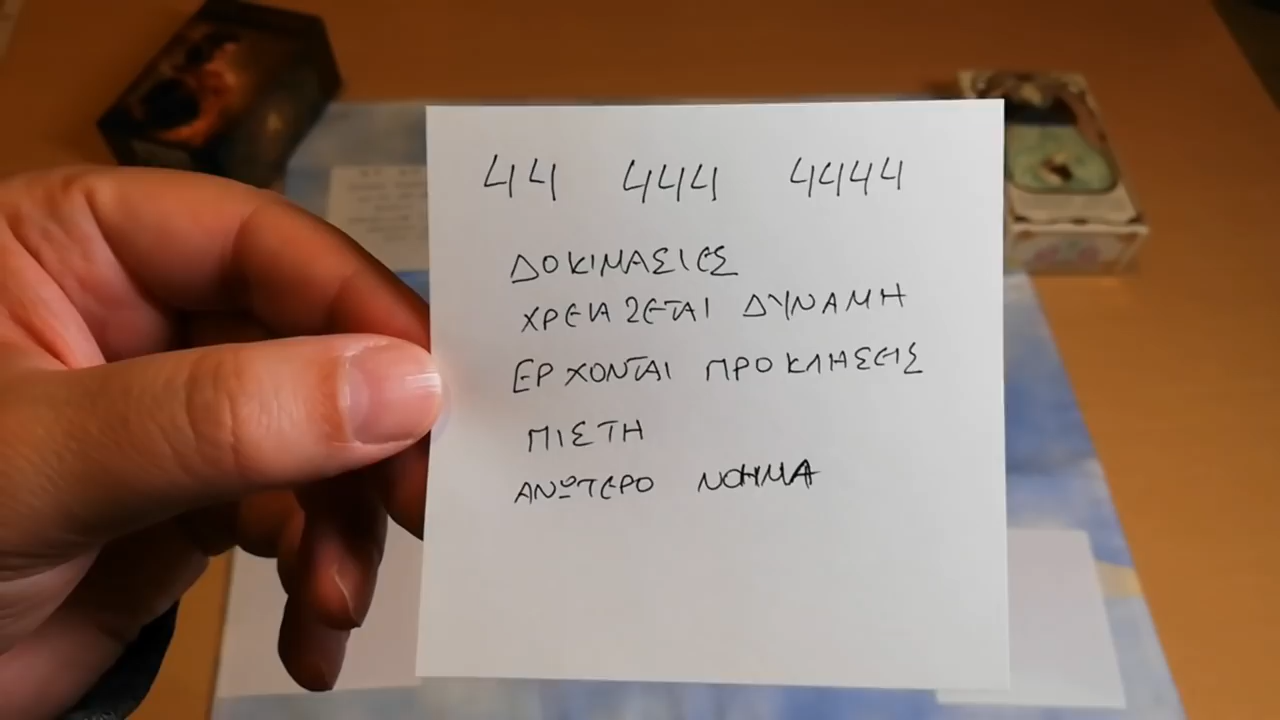 44 444 4444
ΔΟΚΙΜΑΣΙΕΣ
ΧΡΕΙΑΖΕΤΑΙ ΔΥΝΑΜΗ
ΕΡΧΟΝΤΑΙ ΠΡΟΚΛΗΣΕΙΣ
ΠΙΣΤΗ
ΑΝΩΤΕΡΟ ΝΟΗΜΑ